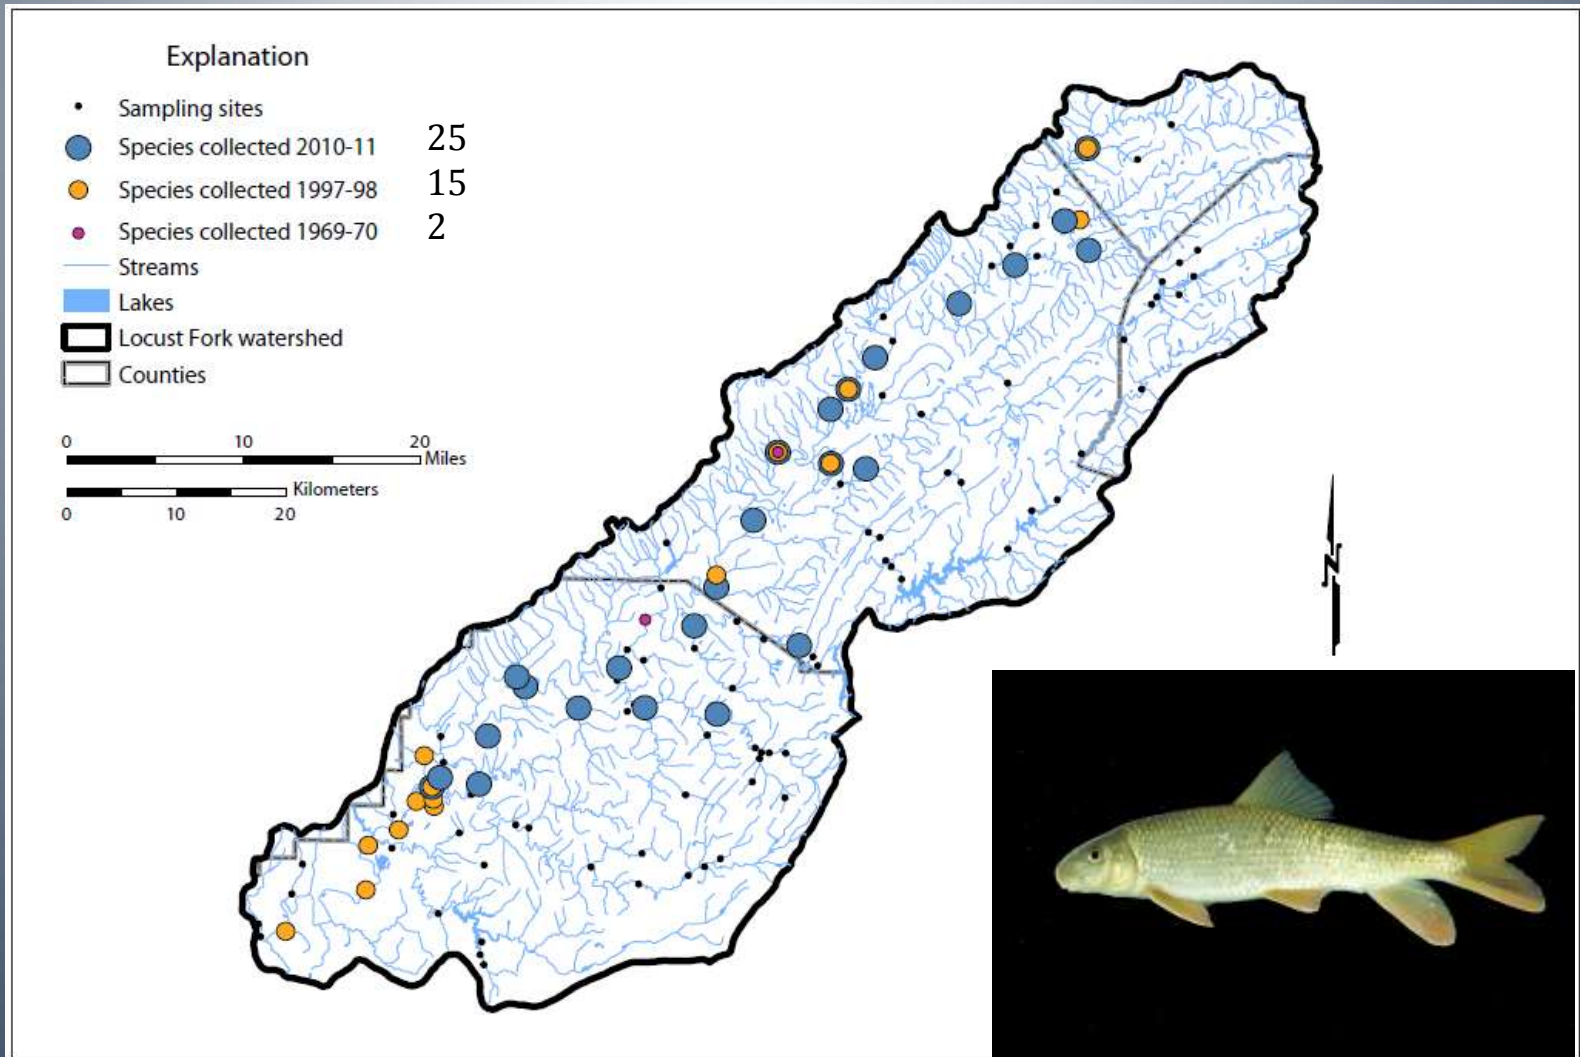 Explanation
Sampling sites
Species collected 2010-11 25
Species collected 1997-98 15
Species collected 1969-70 2
Streams
Lakes
Locust Fork watershed
Counties
0 10 20
Miles
Kilometers
0 10 20
N